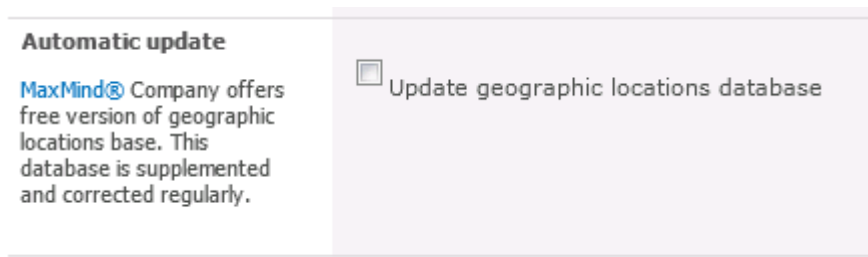 Automatic update
MaxMind® Company offers
free version of geographic
locations base. This
database is supplemented
and corrected regularly.
Update geographic locations database